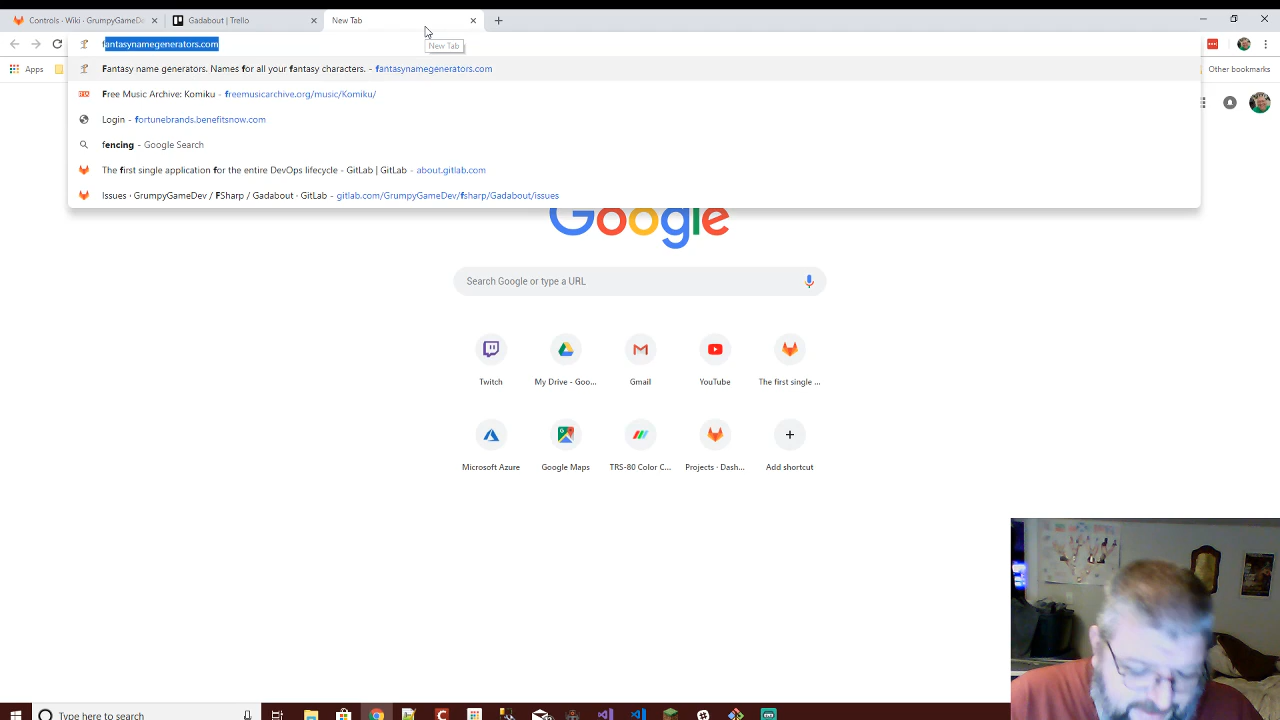 Controls · Wiki · GrumpyGameDe
Gadabout | Trello
New Tab
fantasynamegenerators.com
New Tab
Apps
Other bookmarks
Fantasy name generators. Names for all your fantasy characters. - fantasynamegenerators.com
Free Music Archive: Komiku - freemusicarchive.org/music/Komiku/
Login - fortunebrands.benefitsnow.com
fencing - Google Search
The first single application for the entire DevOps lifecycle - GitLab | GitLab - about.gitlab.com
Issues · GrumpyGameDev / FSharp / Gadabout · GitLab - gitlab.com/GrumpyGameDev/fsharp/Gadabout/issues
Google
Search Google or type a URL
Twitch
My Drive - Goo...
Gmail
YouTube
The first single ...
Microsoft Azure
Google Maps
TRS-80 Color C...
Projects · Dash...
Add shortcut
Type here to search